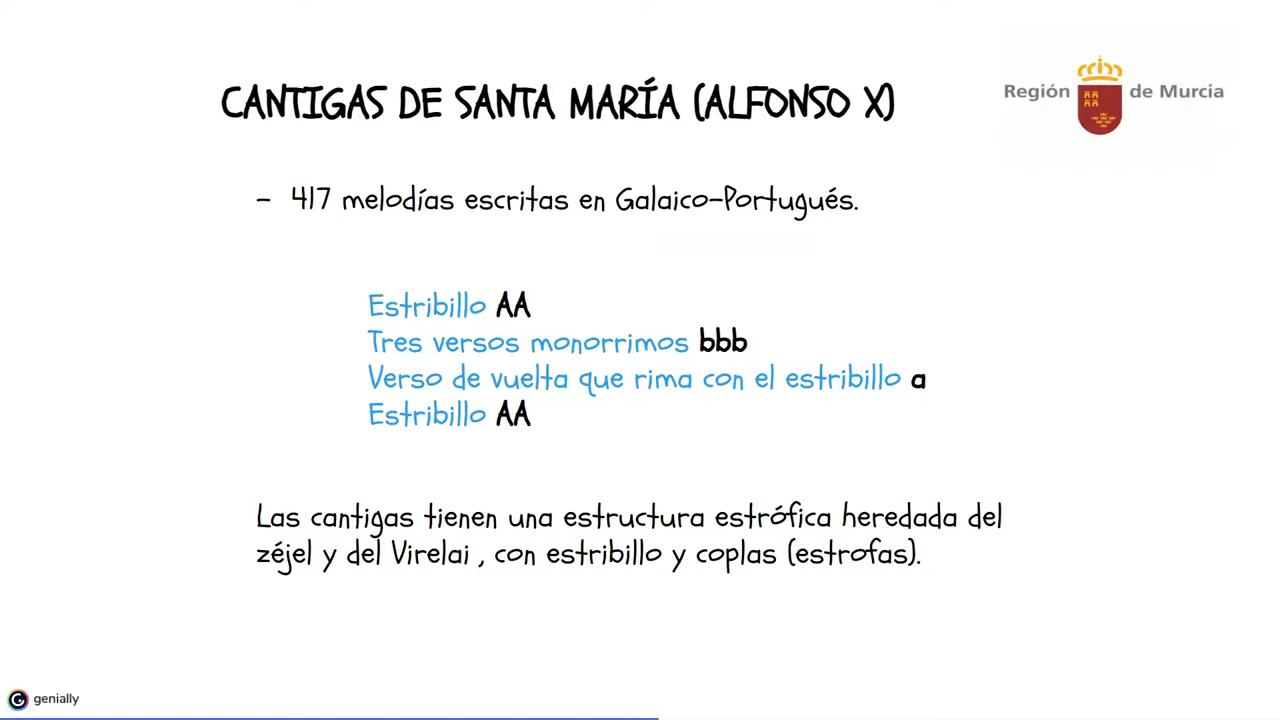 CANTIGAS DE SANTA MARÍA (ALFONSO X)
Región de Murcia
- 417 melodías escritas en Galaico-Portugués.
Estribillo AA
Tres versos monorrimos bbb
Verso de vuelta que rima con el estribillo a
Estribillo AA
Las cantigas tienen una estructura estrófica heredada del
zéjel y del Virelai , con estribillo y coplas (estrofas).
genially